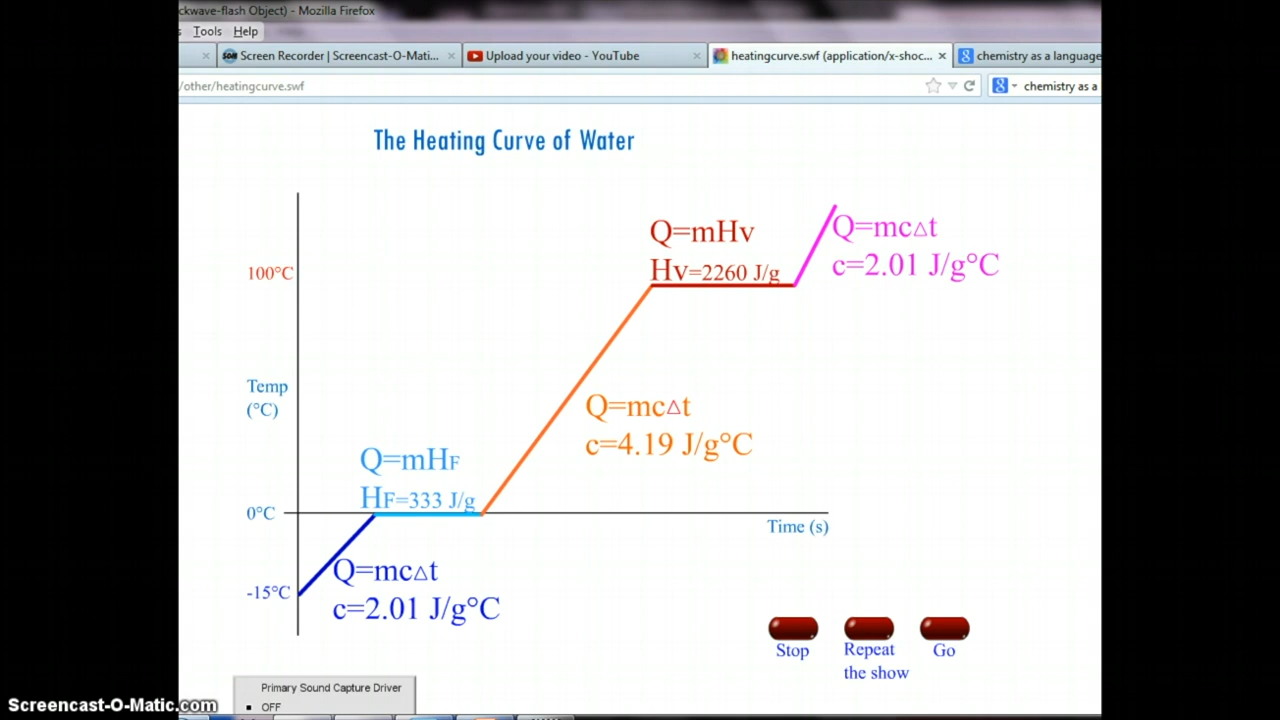 ckwave-flash Object) - Mozilla Firefox
s Tools Help
Screen Recorder | Screencast-O-Mati...
Upload your video - YouTube
heatingcurve.swf (application/x-shoc...
chemistry as a language
/other/heatingcurve.swf
chemistry as a
The Heating Curve of Water
Q=mHv
Hv=2260 J/g
Q=mc△t
c=2.01 J/g°C
100°C
Temp
(°C)
Q=mc△t
c=4.19 J/g°C
Q=mHF
HF=333 J/g
0°C
Time (s)
Q=mc△t
c=2.01 J/g°C
-15°C
Stop
Repeat
the show
Go
Primary Sound Capture Driver
OFF
Screencast-O-Matic.com